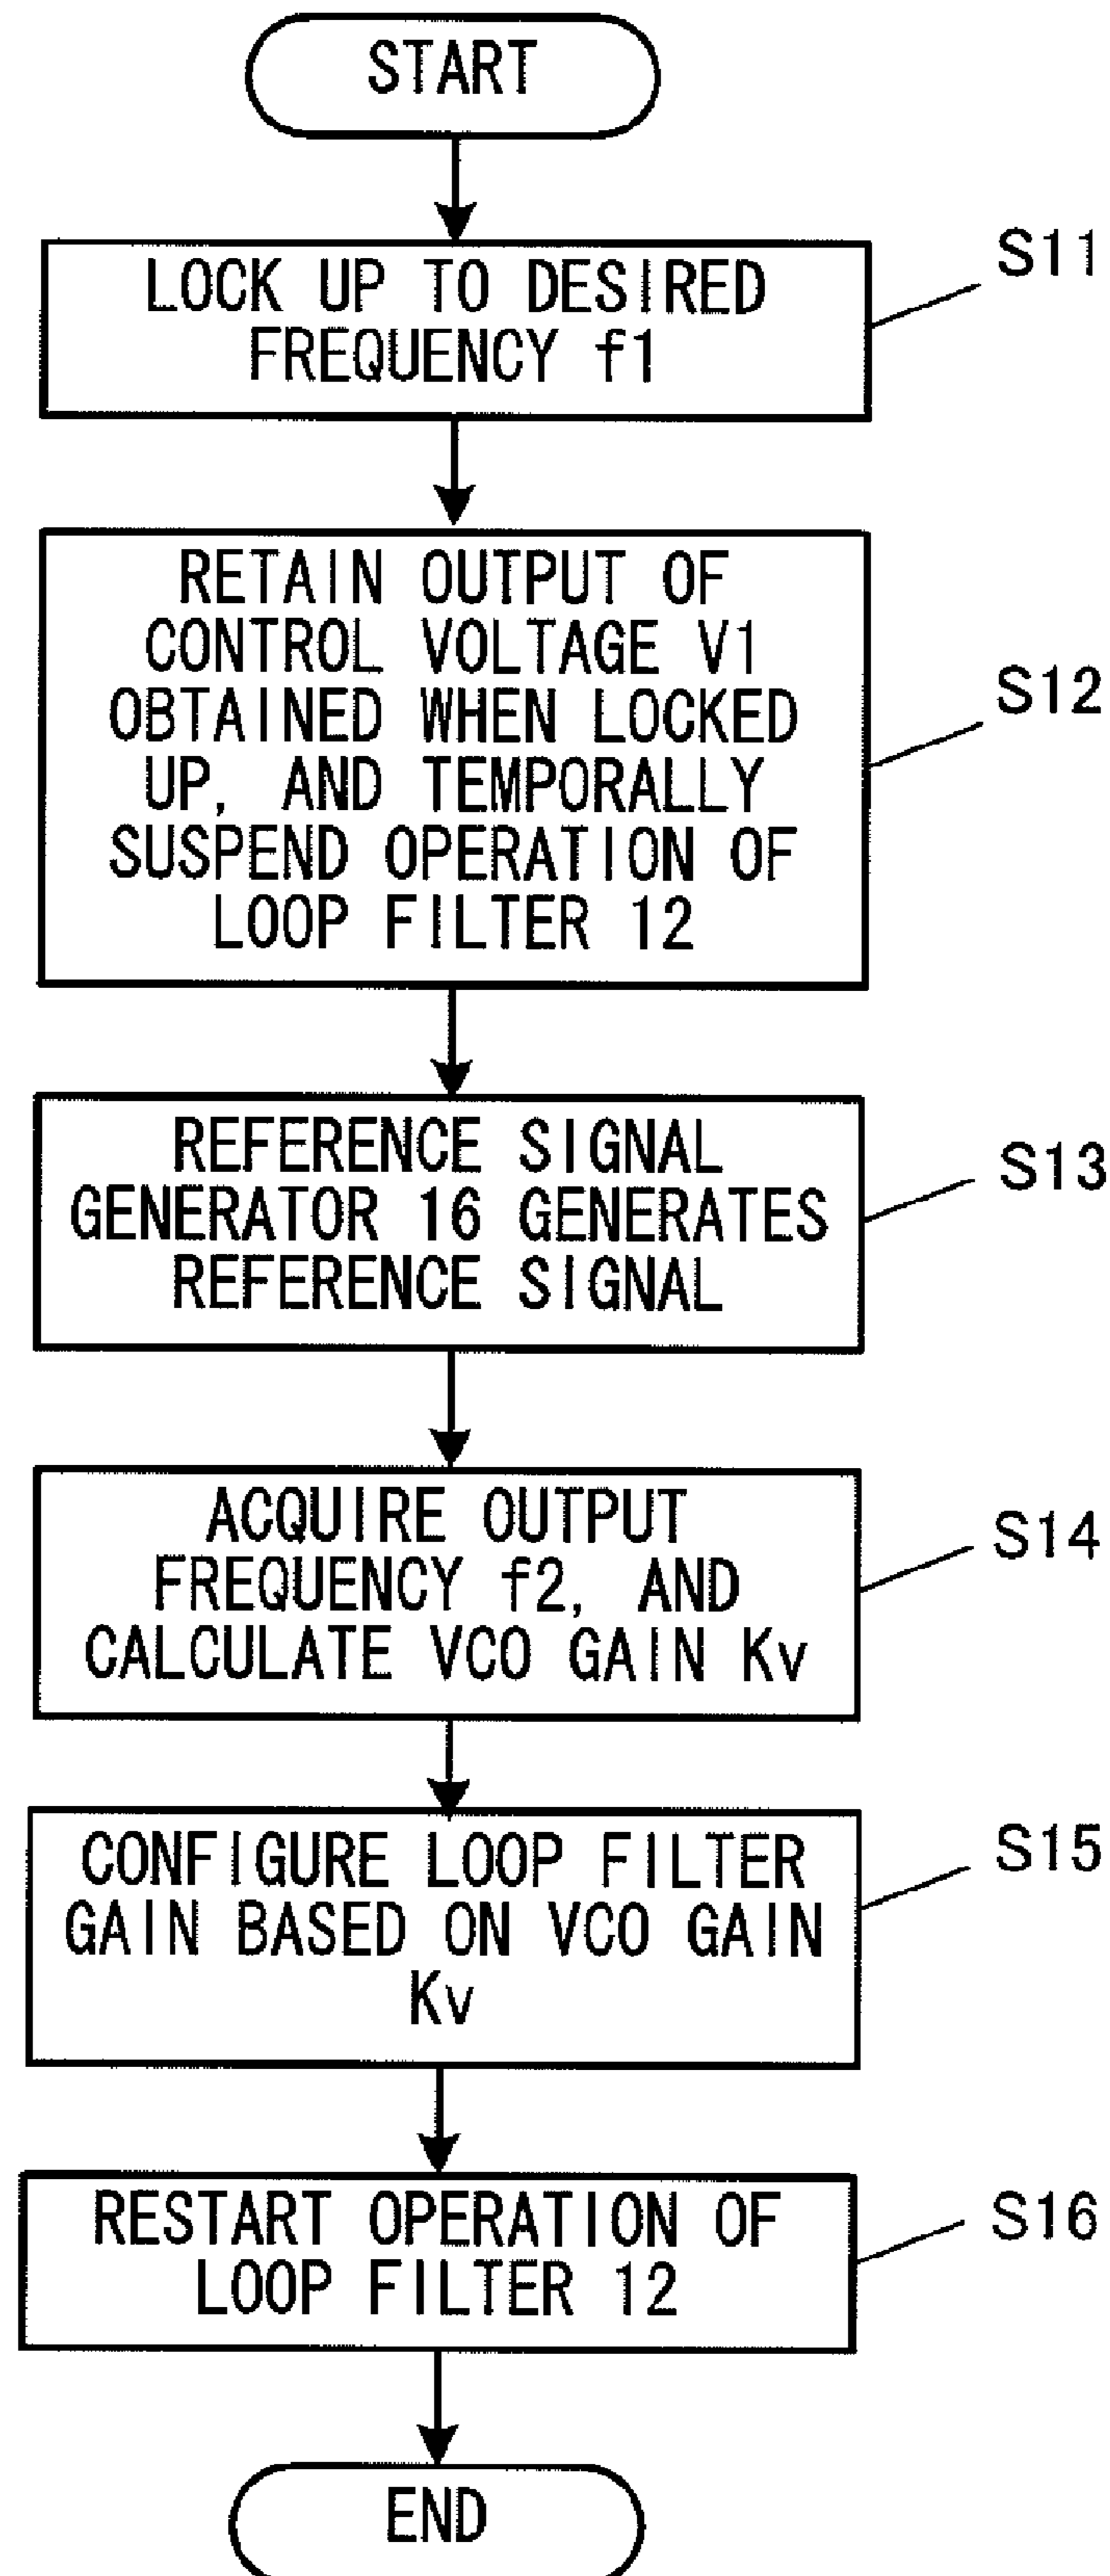 START
LOCK UP TO DESIRED
FREQUENCY f1
S11
RETAIN OUTPUT OF
CONTROL VOLTAGE V1
OBTAINED WHEN LOCKED
UP, AND TEMPORALLY
SUSPEND OPERATION OF
LOOP FILTER 12
S12
REFERENCE SIGNAL
GENERATOR 16 GENERATES
REFERENCE SIGNAL
S13
ACQUIRE OUTPUT
FREQUENCY f2, AND
CALCULATE VCO GAIN Kv
S14
CONFIGURE LOOP FILTER
GAIN BASED ON VCO GAIN
Kv
S15
RESTART OPERATION OF
LOOP FILTER 12
S16
END